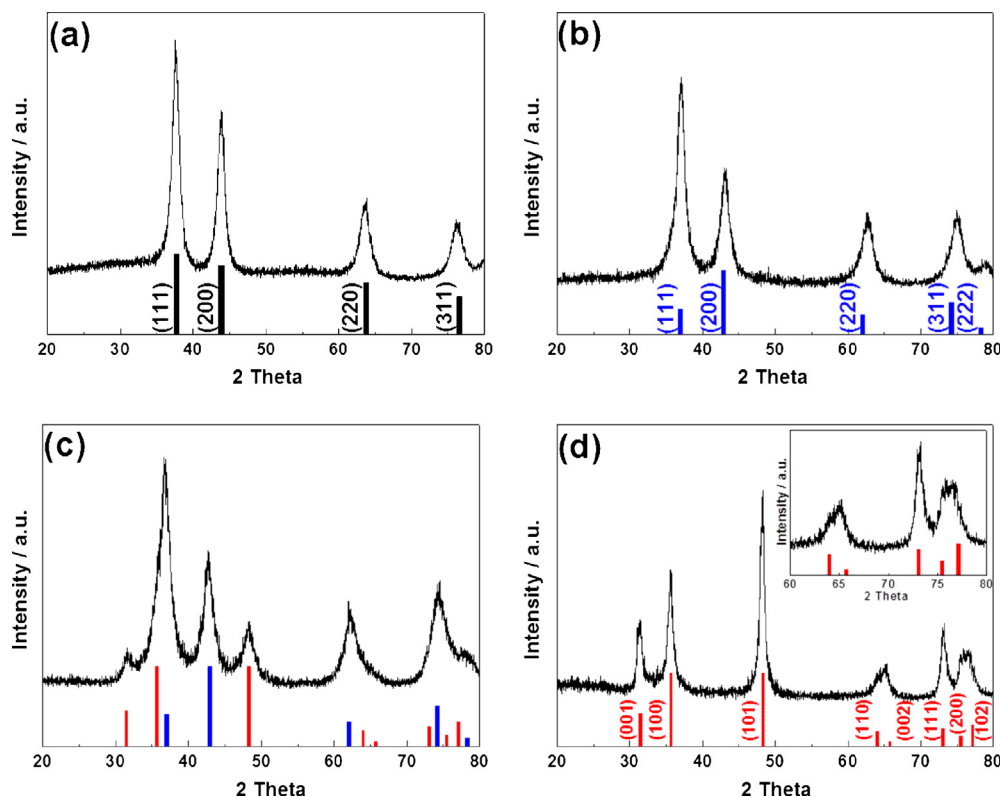 (a)
Intensity / a.u.
(111)
(200)
(220)
(311)
20 30 40 50 60 70 80
2 Theta
(b)
Intensity / a.u.
(111)
(200)
(220)
(311)
(222)
20 30 40 50 60 70 80
2 Theta
(c)
Intensity / a.u.
20 30 40 50 60 70 80
2 Theta
(d)
Intensity / a.u.
Intensity / a.u.
60 65 70 75 80
2 Theta
(001)
(100)
(101)
(110)
(002)
(111)
(200)
(102)
20 30 40 50 60 70 80
2 Theta